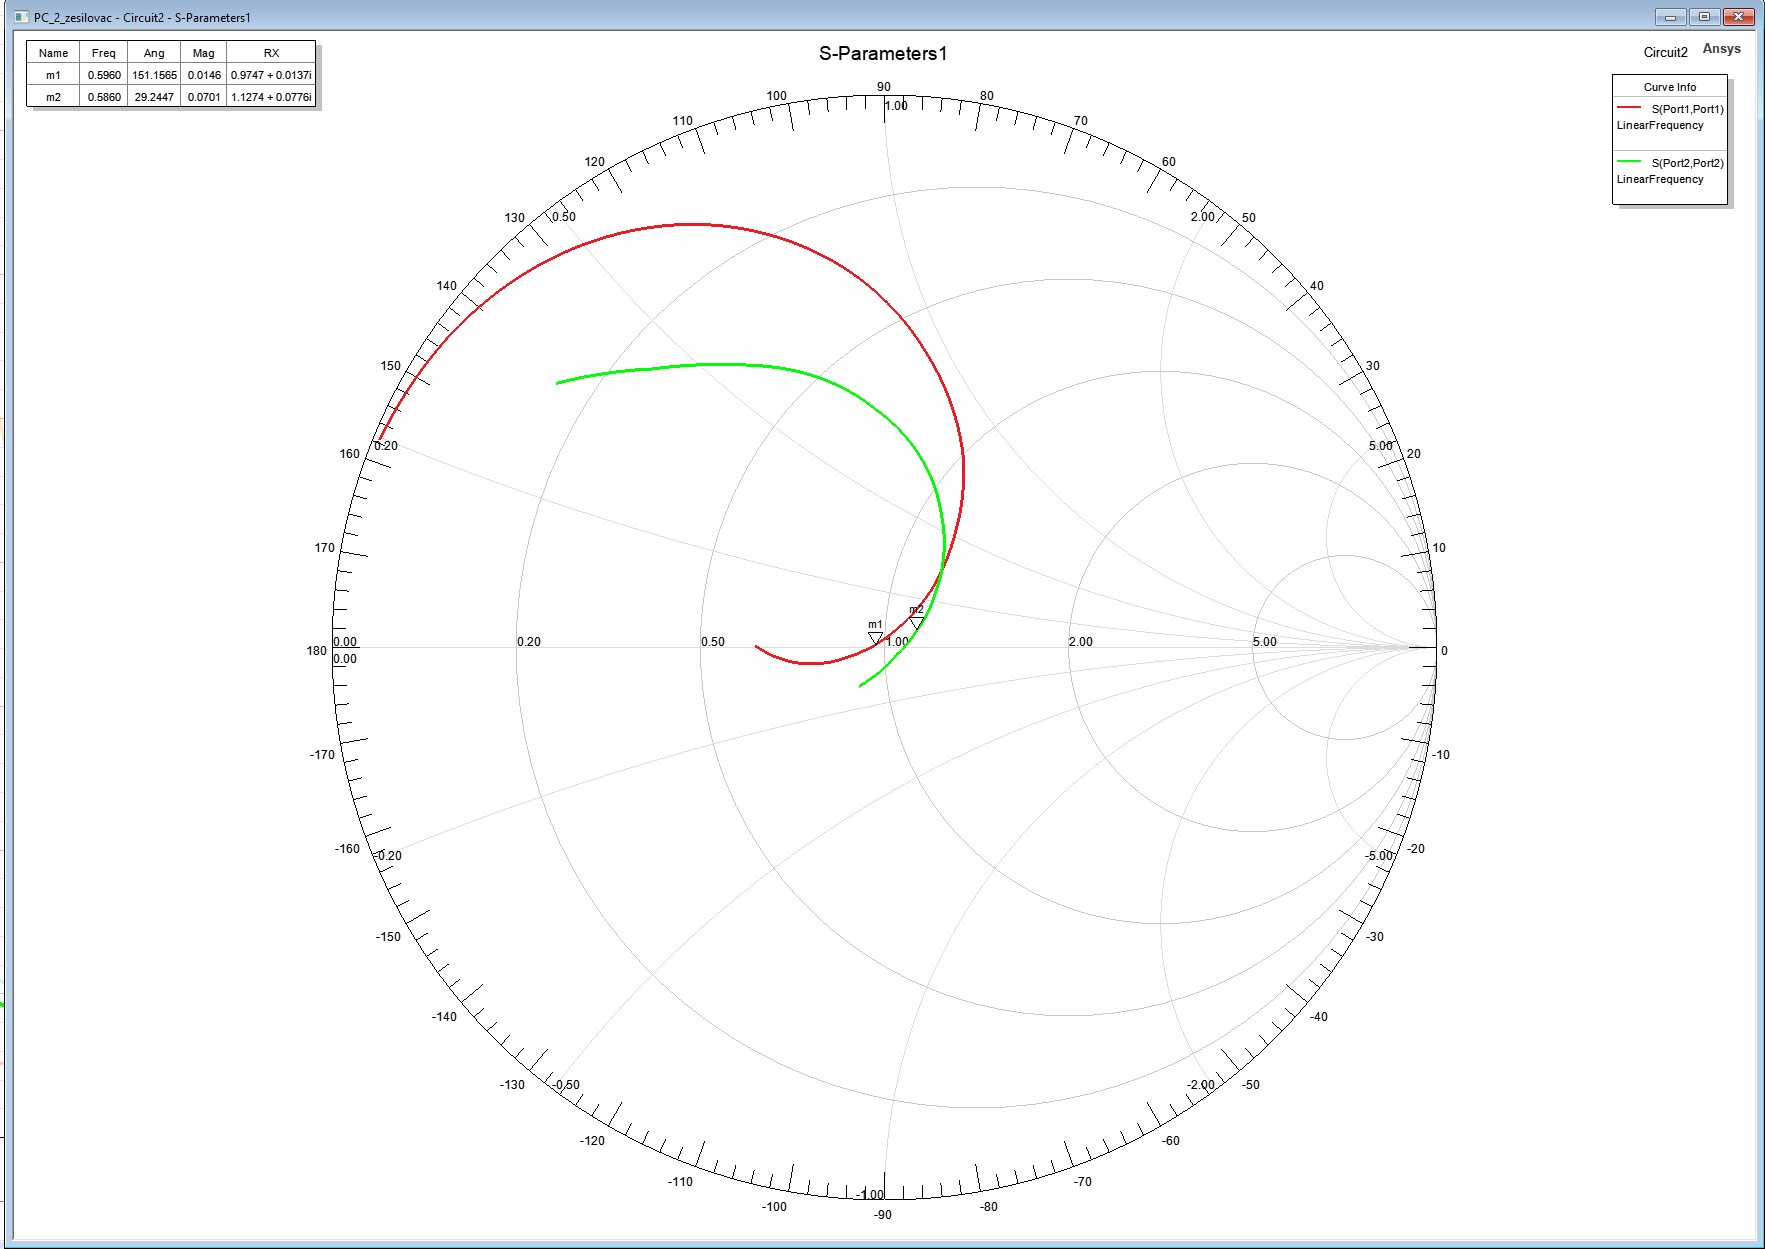 PC_2_zesilovac - Circuit2 - S-Parameters1
S-Parameters1
Circuit2 Ansys
Name Freq Ang Mag RX
m1 0.5960 151.1565 0.0146 0.9747 + 0.0137i
m2 0.5860 29.2447 0.0701 1.1274 + 0.0776i
Curve Info
S(Port1,Port1)
LinearFrequency
S(Port2,Port2)
LinearFrequency
90
100 80
1.00
110 70
120 60
130 0.50 2.00 50
140 40
150 30
160 0.20 5.00 20
170 10
m2
m1
0.00 0.20 0.50 1.00 2.00 5.00
180 0.00 0
-170 -10
-160 -0.20 -5.00 -20
-150 -30
-140 -40
-130 -0.50 -2.00 -50
-120 -60
-110 -70
-1.00
-100 -80
-90